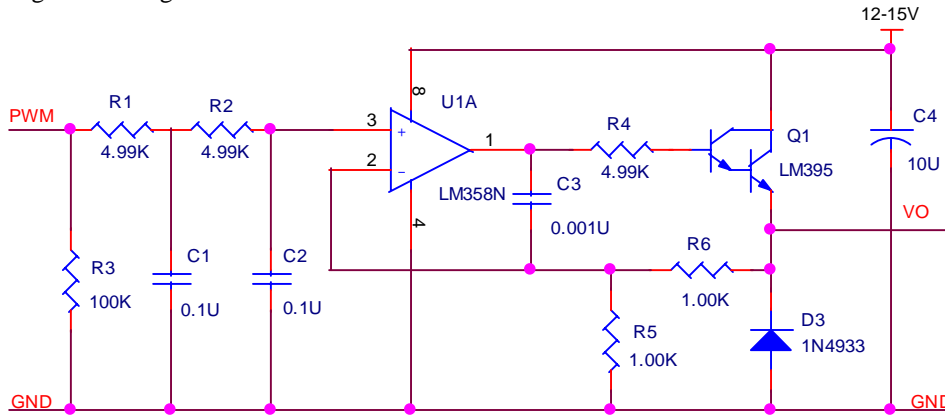 12-15V
PWM
R1
4.99K
R2
4.99K
3
+
2
−
8
U1A
1
4
LM358N
R4
4.99K
Q1
LM395
C4
10U
C3
0.001U
VO
R3
100K
C1
0.1U
C2
0.1U
R6
1.00K
R5
1.00K
D3
1N4933
GND
GND